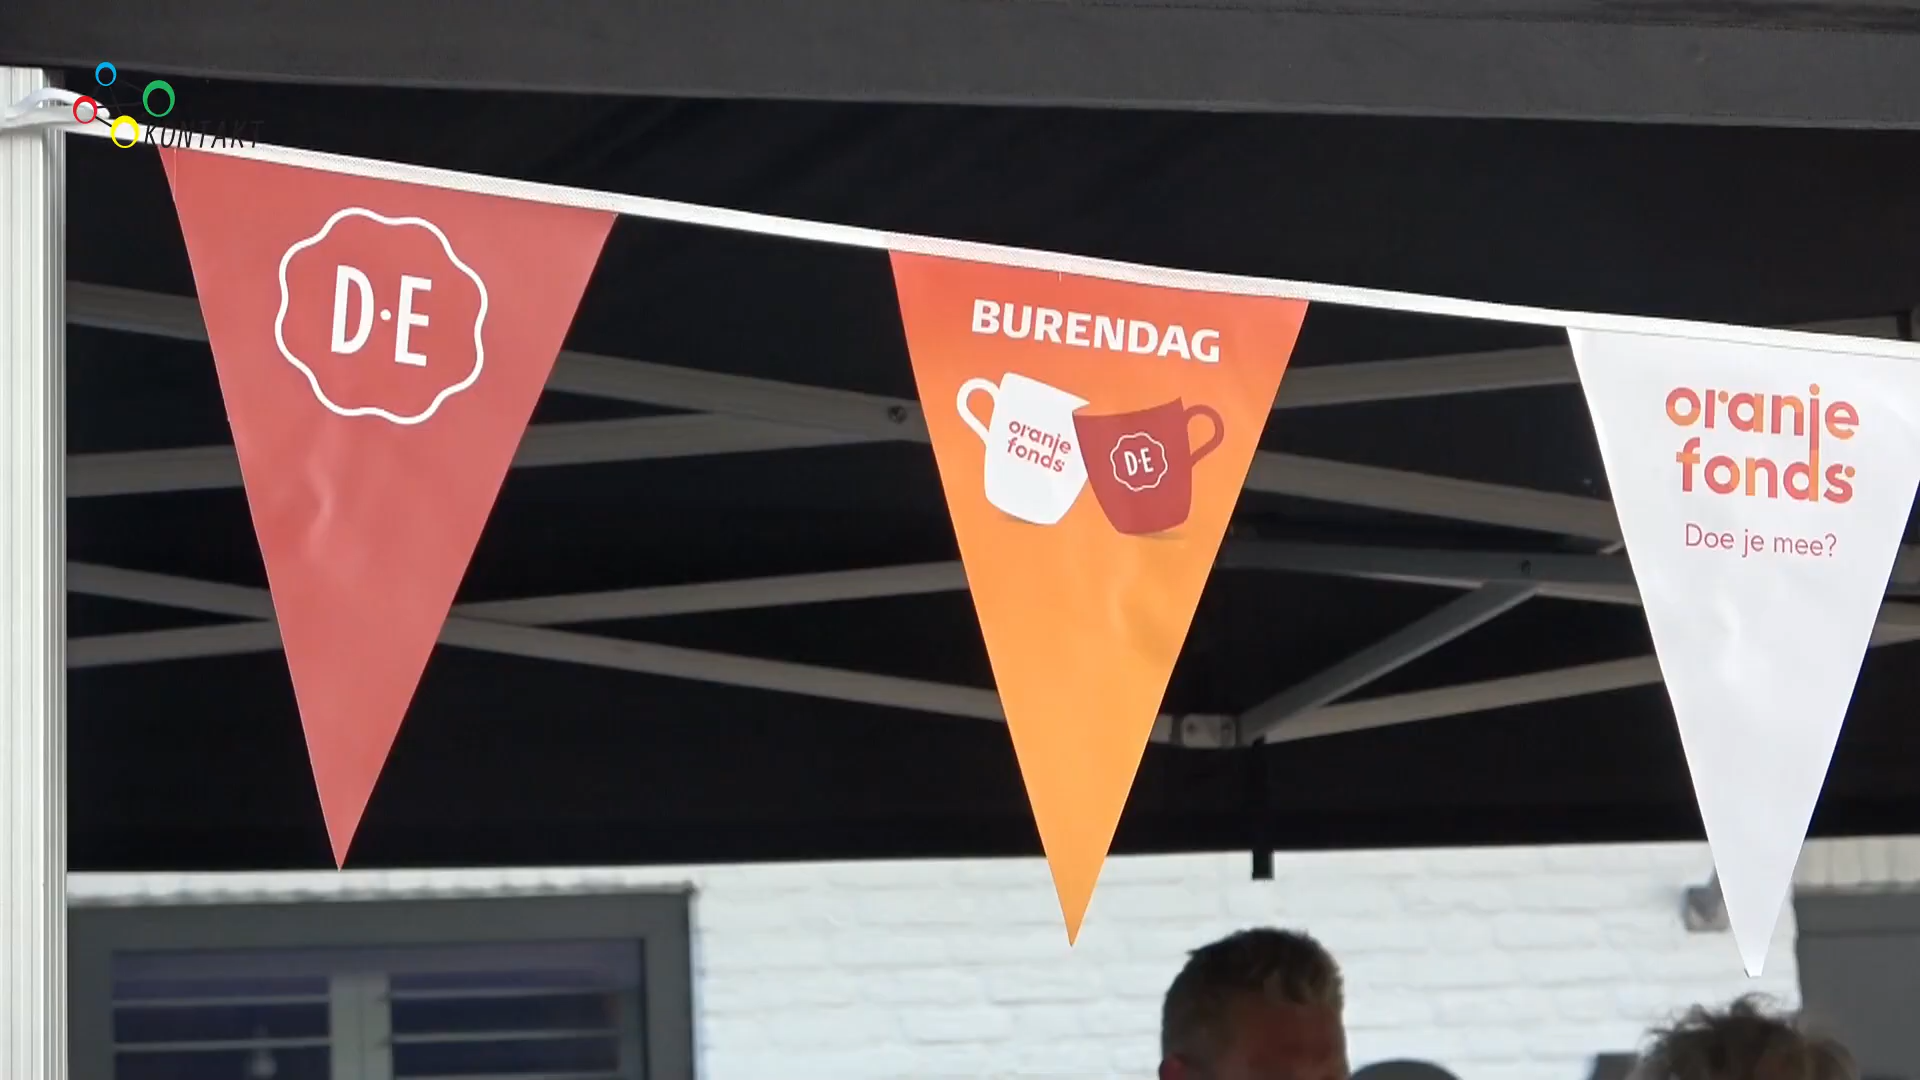 KONTAKT
D·E
BURENDAG
oranje
fonds
D·E
oranje
fonds
Doe je mee?